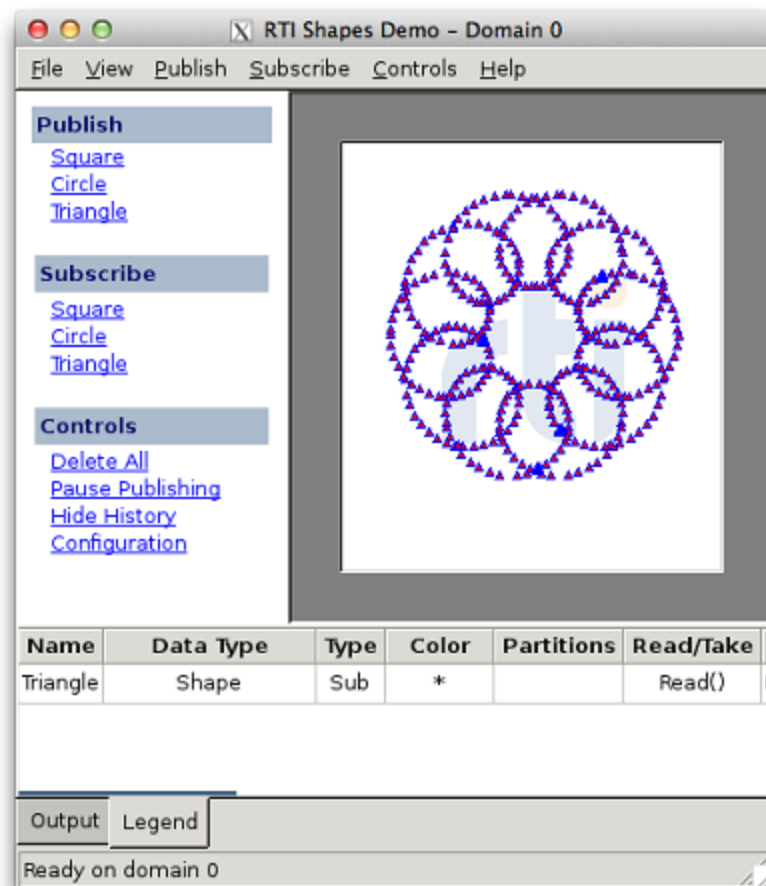 RTI Shapes Demo – Domain 0
File View Publish Subscribe Controls Help
Publish
Square
Circle
Triangle
Subscribe
Square
Circle
Triangle
Controls
Delete All
Pause Publishing
Hide History
Configuration
rti
Name Data Type Type Color Partitions Read/Take
Triangle Shape Sub * Read()
Output Legend
Ready on domain 0